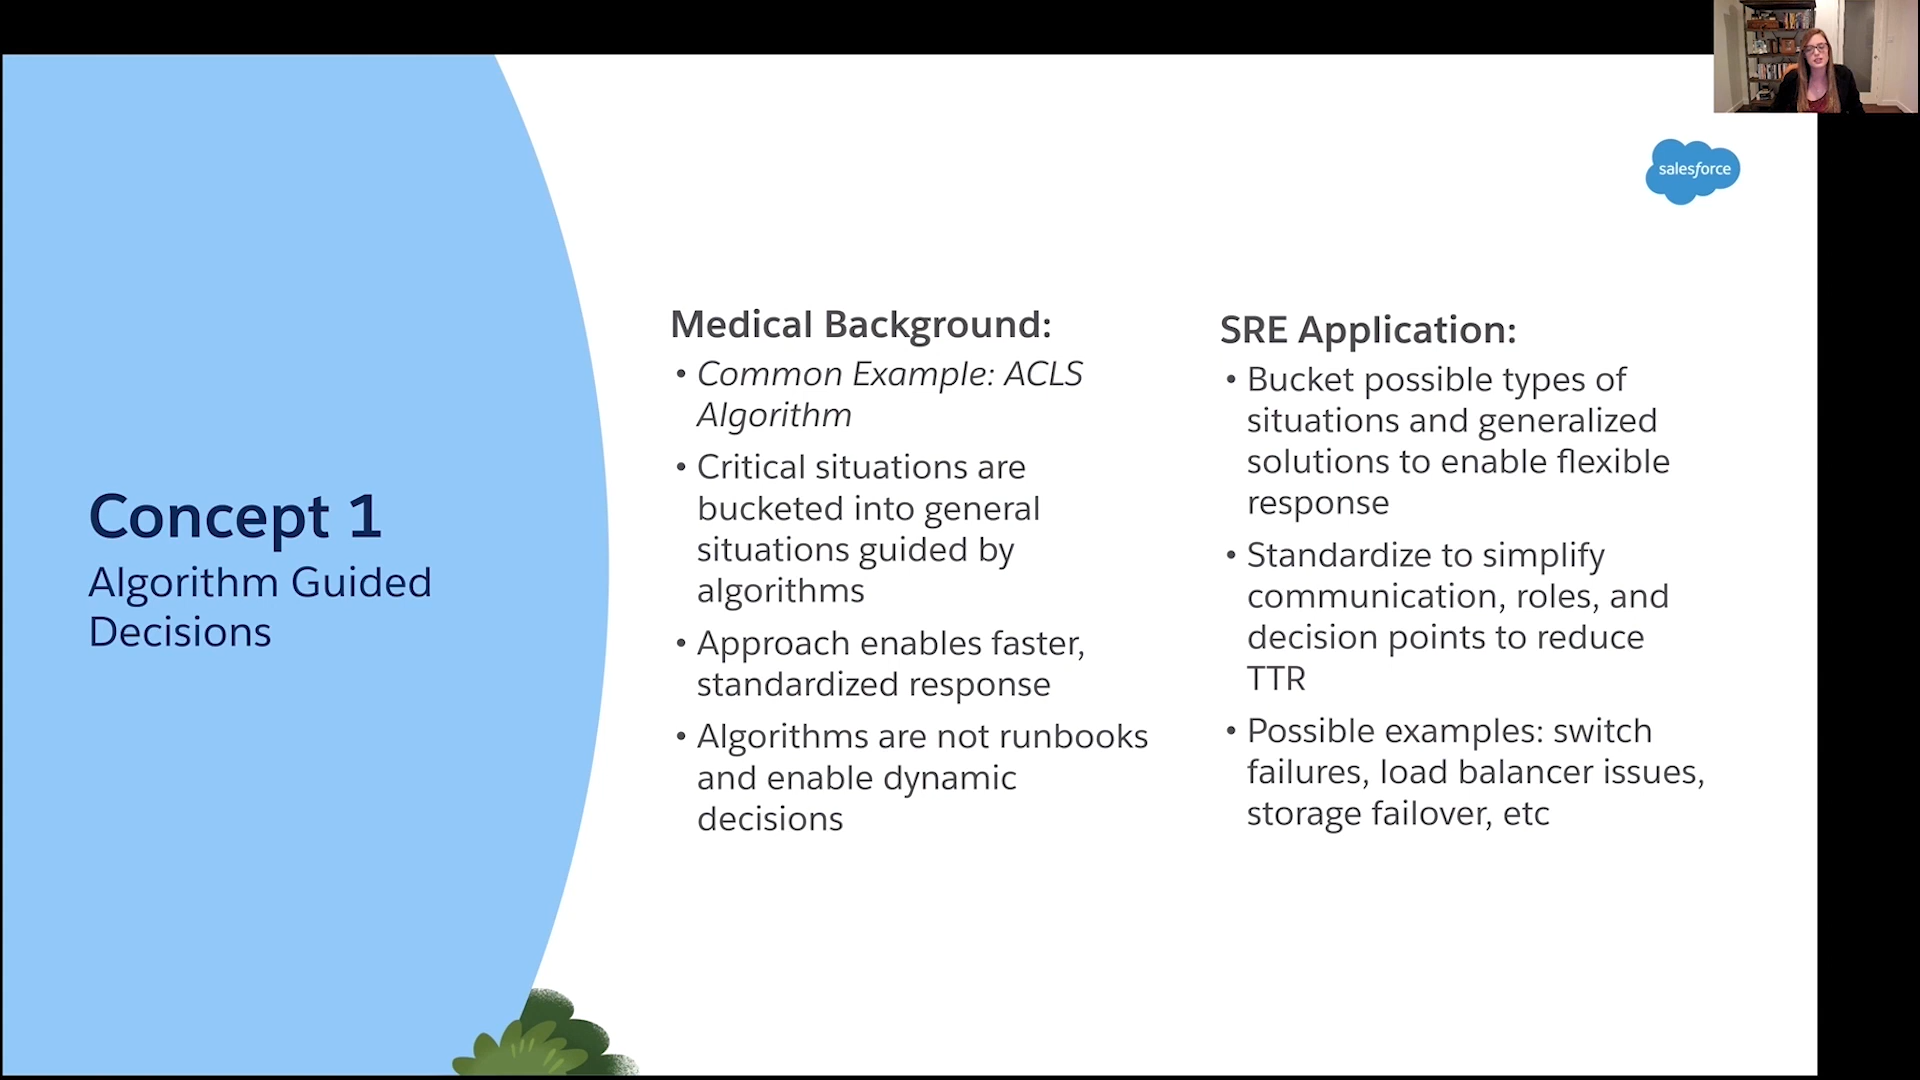 salesforce
Concept 1
Algorithm Guided
Decisions
Medical Background:
• Common Example: ACLS
Algorithm
• Critical situations are
bucketed into general
situations guided by
algorithms
• Approach enables faster,
standardized response
• Algorithms are not runbooks
and enable dynamic
decisions
SRE Application:
• Bucket possible types of
situations and generalized
solutions to enable flexible
response
• Standardize to simplify
communication, roles, and
decision points to reduce
TTR
• Possible examples: switch
failures, load balancer issues,
storage failover, etc